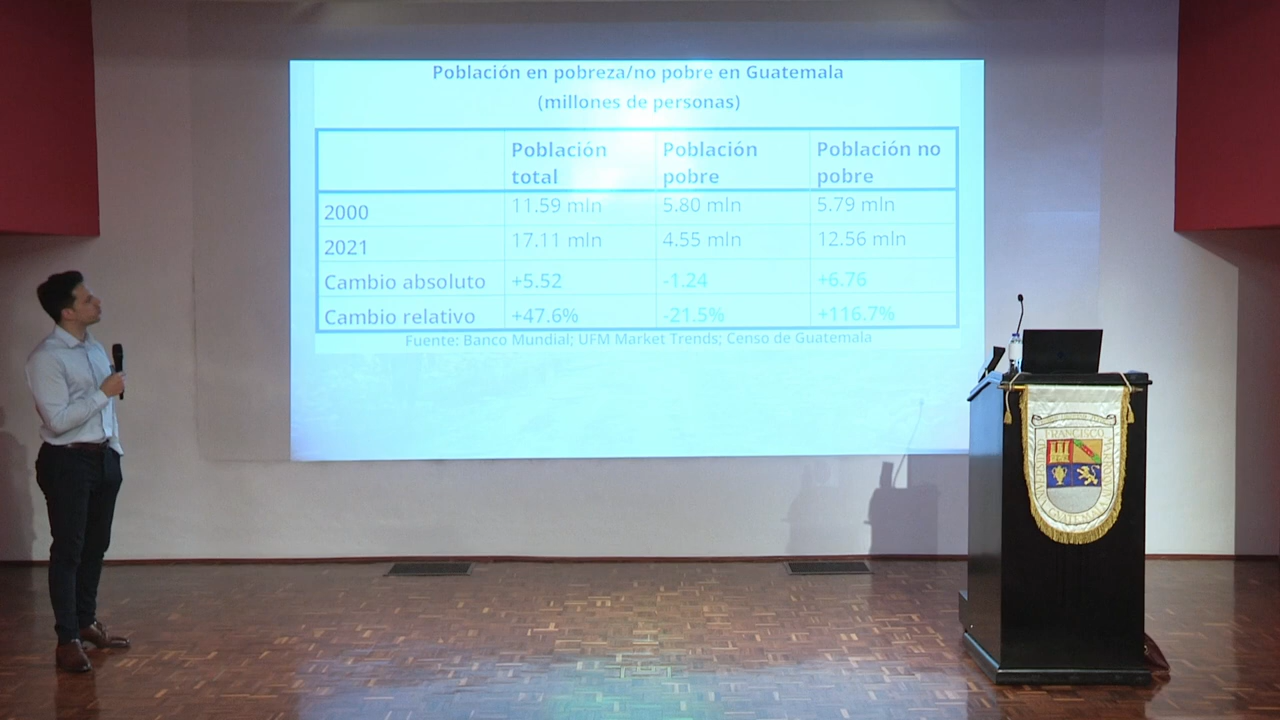 Población en pobreza/no pobre en Guatemala
(millones de personas)
Población total Población pobre Población no pobre
2000 11.59 mln 5.80 mln 5.79 mln
2021 17.11 mln 4.55 mln 12.56 mln
Cambio absoluto +5.52 -1.24 +6.76
Cambio relativo +47.6% -21.5% +116.7%
Fuente: Banco Mundial; UFM Market Trends; Censo de Guatemala
FRANCISCO
GUATEMALA